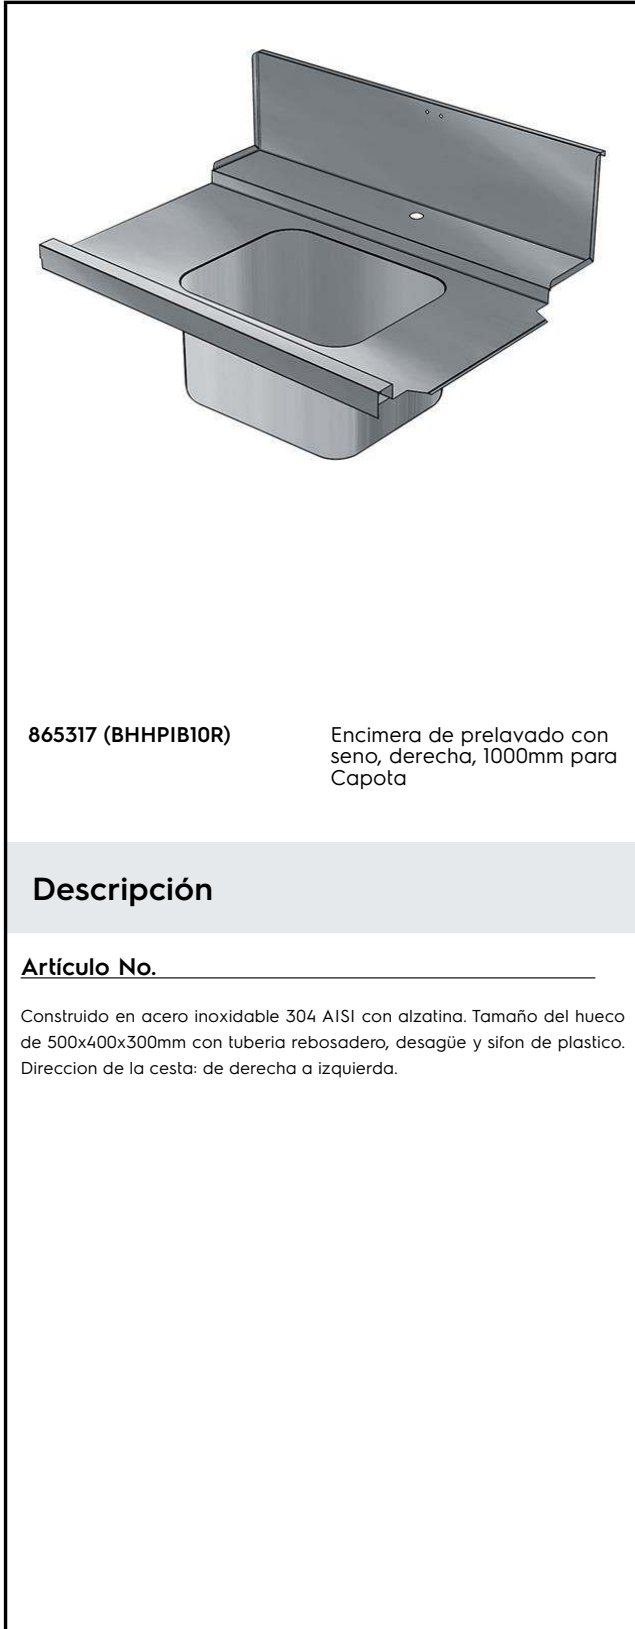 865317 (BHHPIB10R)
Encimera de prelavado con
seno, derecha, 1000mm para
Capota
Descripción
Artículo No.
Construido en acero inoxidable 304 AISI con alzatina. Tamaño del hueco
de 500x400x300mm con tuberia rebosadero, desagüe y sifon de plastico.
Direccion de la cesta: de derecha a izquierda.